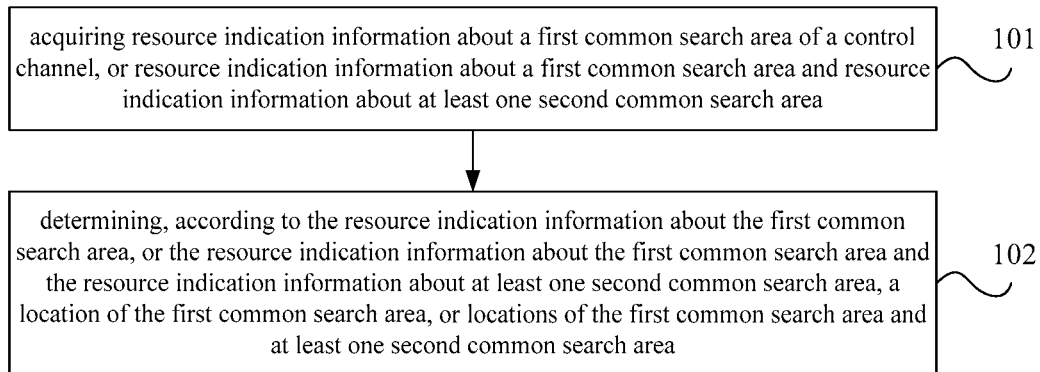 acquiring resource indication information about a first common search area of a control
channel, or resource indication information about a first common search area and resource
indication information about at least one second common search area
101
determining, according to the resource indication information about the first common
search area, or the resource indication information about the first common search area and
the resource indication information about at least one second common search area, a
location of the first common search area, or locations of the first common search area and
at least one second common search area
102